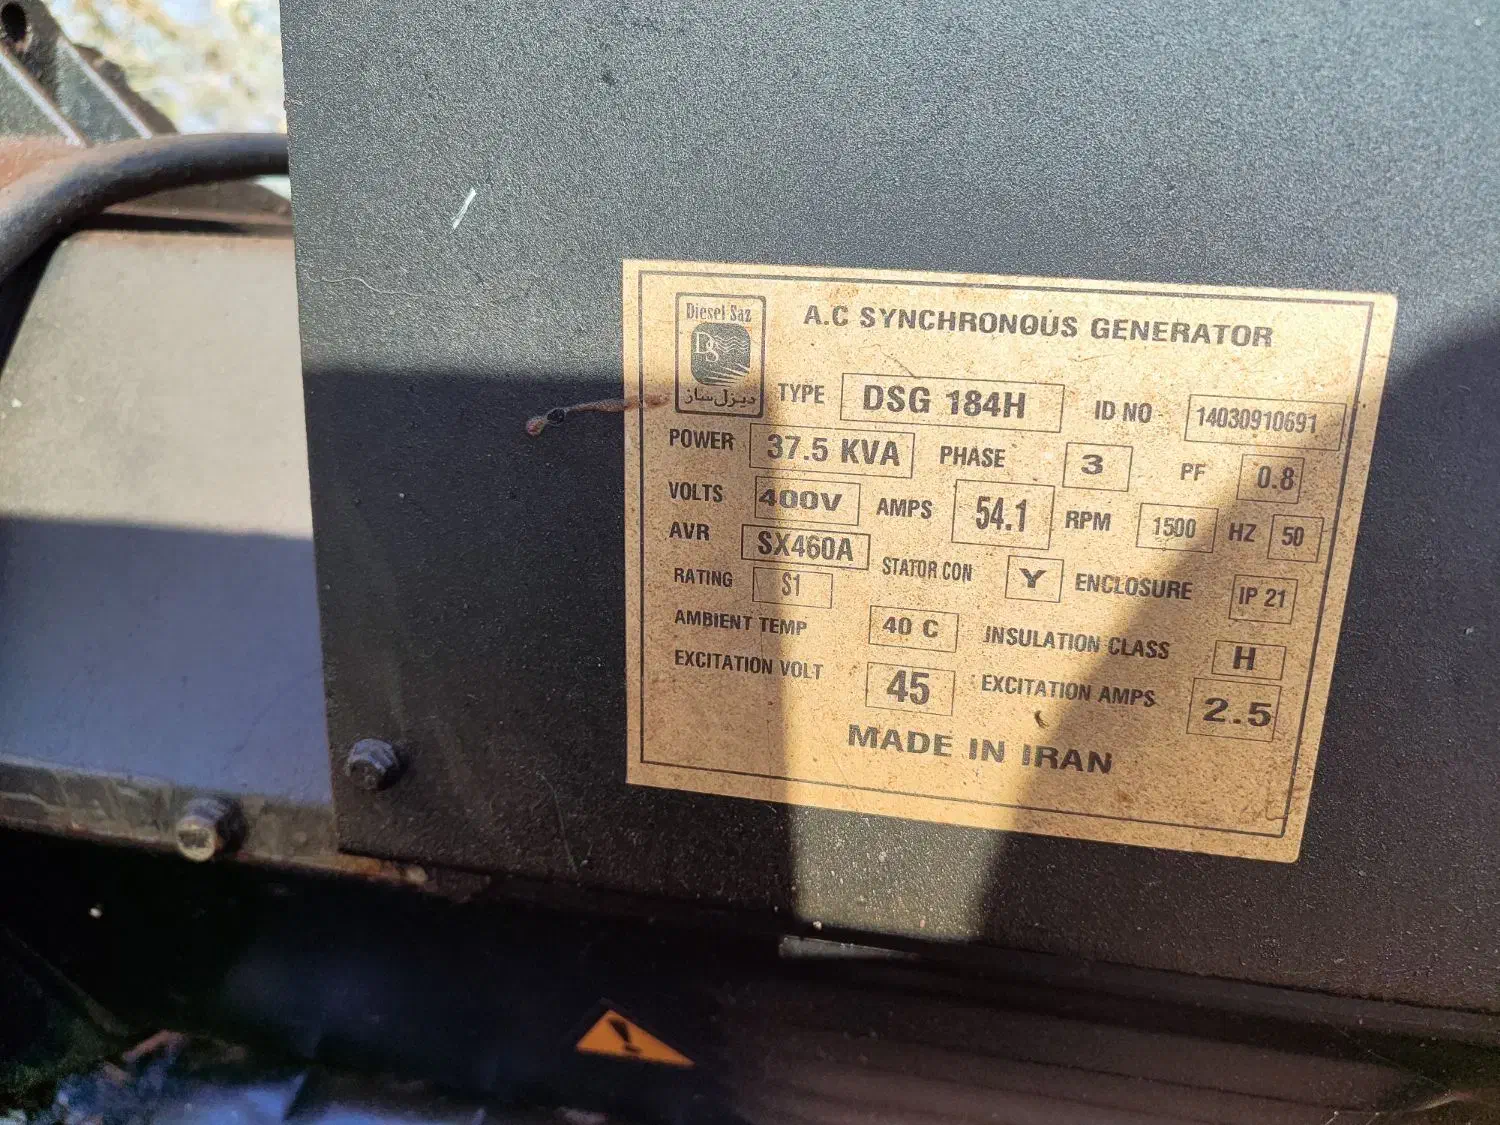 Diesel Saz
DS
دیزل ساز
A.C SYNCHRONOUS GENERATOR
TYPE DSG 184H ID NO 14030910691
POWER 37.5 KVA PHASE 3 PF 0.8
VOLTS 400V AMPS 54.1 RPM 1500 HZ 50
AVR SX460A STATOR CON Y ENCLOSURE IP 21
RATING S1
AMBIENT TEMP 40 C INSULATION CLASS H
EXCITATION VOLT 45 EXCITATION AMPS 2.5
MADE IN IRAN